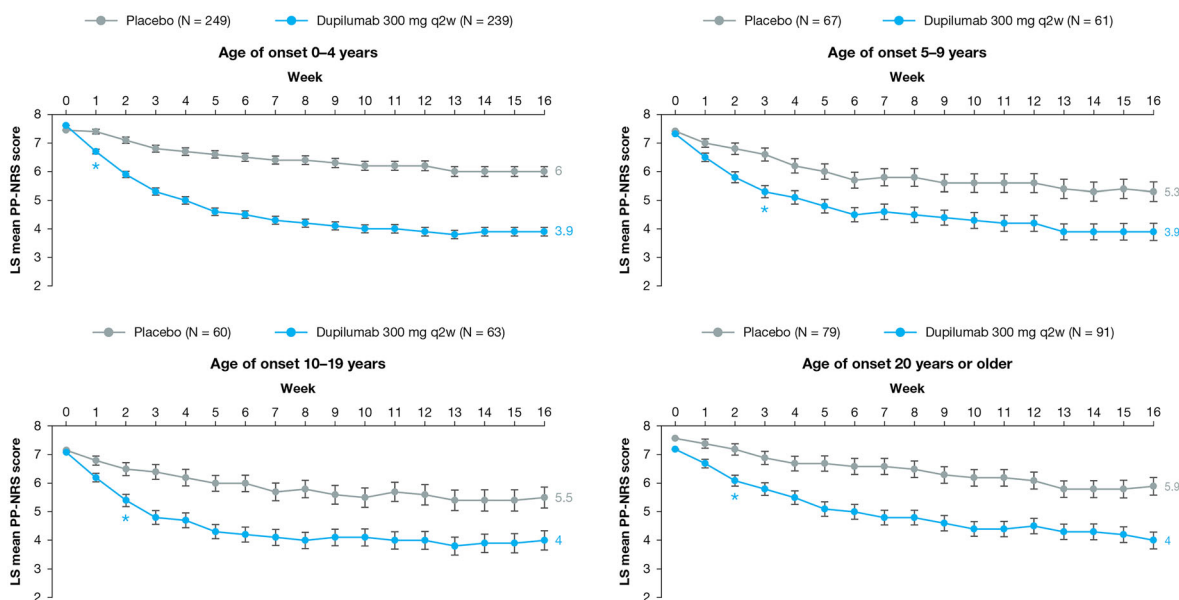 Placebo (N = 249) Dupilumab 300 mg q2w (N = 239)
Age of onset 0–4 years
Week
0 1 2 3 4 5 6 7 8 9 10 11 12 13 14 15 16
LS mean PP-NRS score
8
7
6
5
4
3
2
*
6
3.9
Placebo (N = 67) Dupilumab 300 mg q2w (N = 61)
Age of onset 5–9 years
Week
0 1 2 3 4 5 6 7 8 9 10 11 12 13 14 15 16
LS mean PP-NRS score
8
7
6
5
4
3
2
*
5.3
3.9
Placebo (N = 60) Dupilumab 300 mg q2w (N = 63)
Age of onset 10–19 years
Week
0 1 2 3 4 5 6 7 8 9 10 11 12 13 14 15 16
LS mean PP-NRS score
8
7
6
5
4
3
2
*
5.5
4
Placebo (N = 79) Dupilumab 300 mg q2w (N = 91)
Age of onset 20 years or older
Week
0 1 2 3 4 5 6 7 8 9 10 11 12 13 14 15 16
LS mean PP-NRS score
8
7
6
5
4
3
2
*
5.9
4